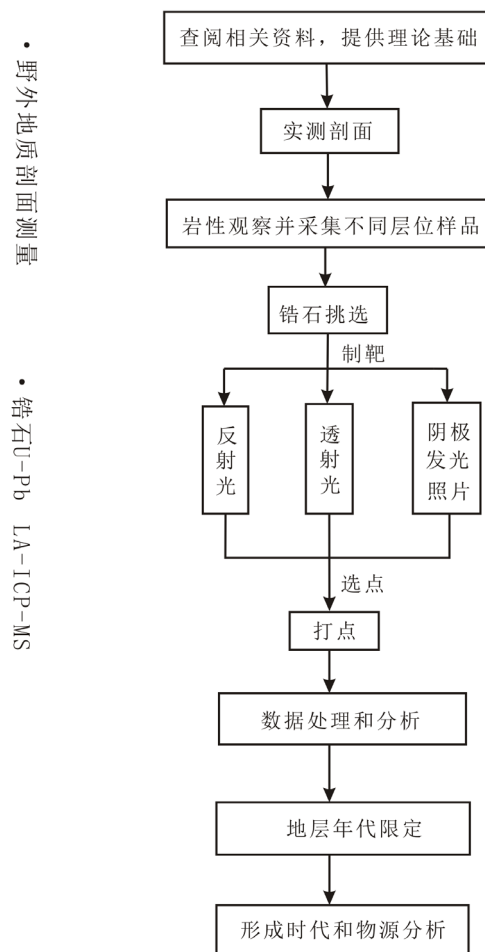 • 野外地质剖面测量
• 锆石U-Pb LA-ICP-MS
查阅相关资料，提供理论基础
实测剖面
岩性观察并采集不同层位样品
锆石挑选
制靶
反射光
透射光
阴极
发光
照片
选点
打点
数据处理和分析
地层年代限定
形成时代和物源分析